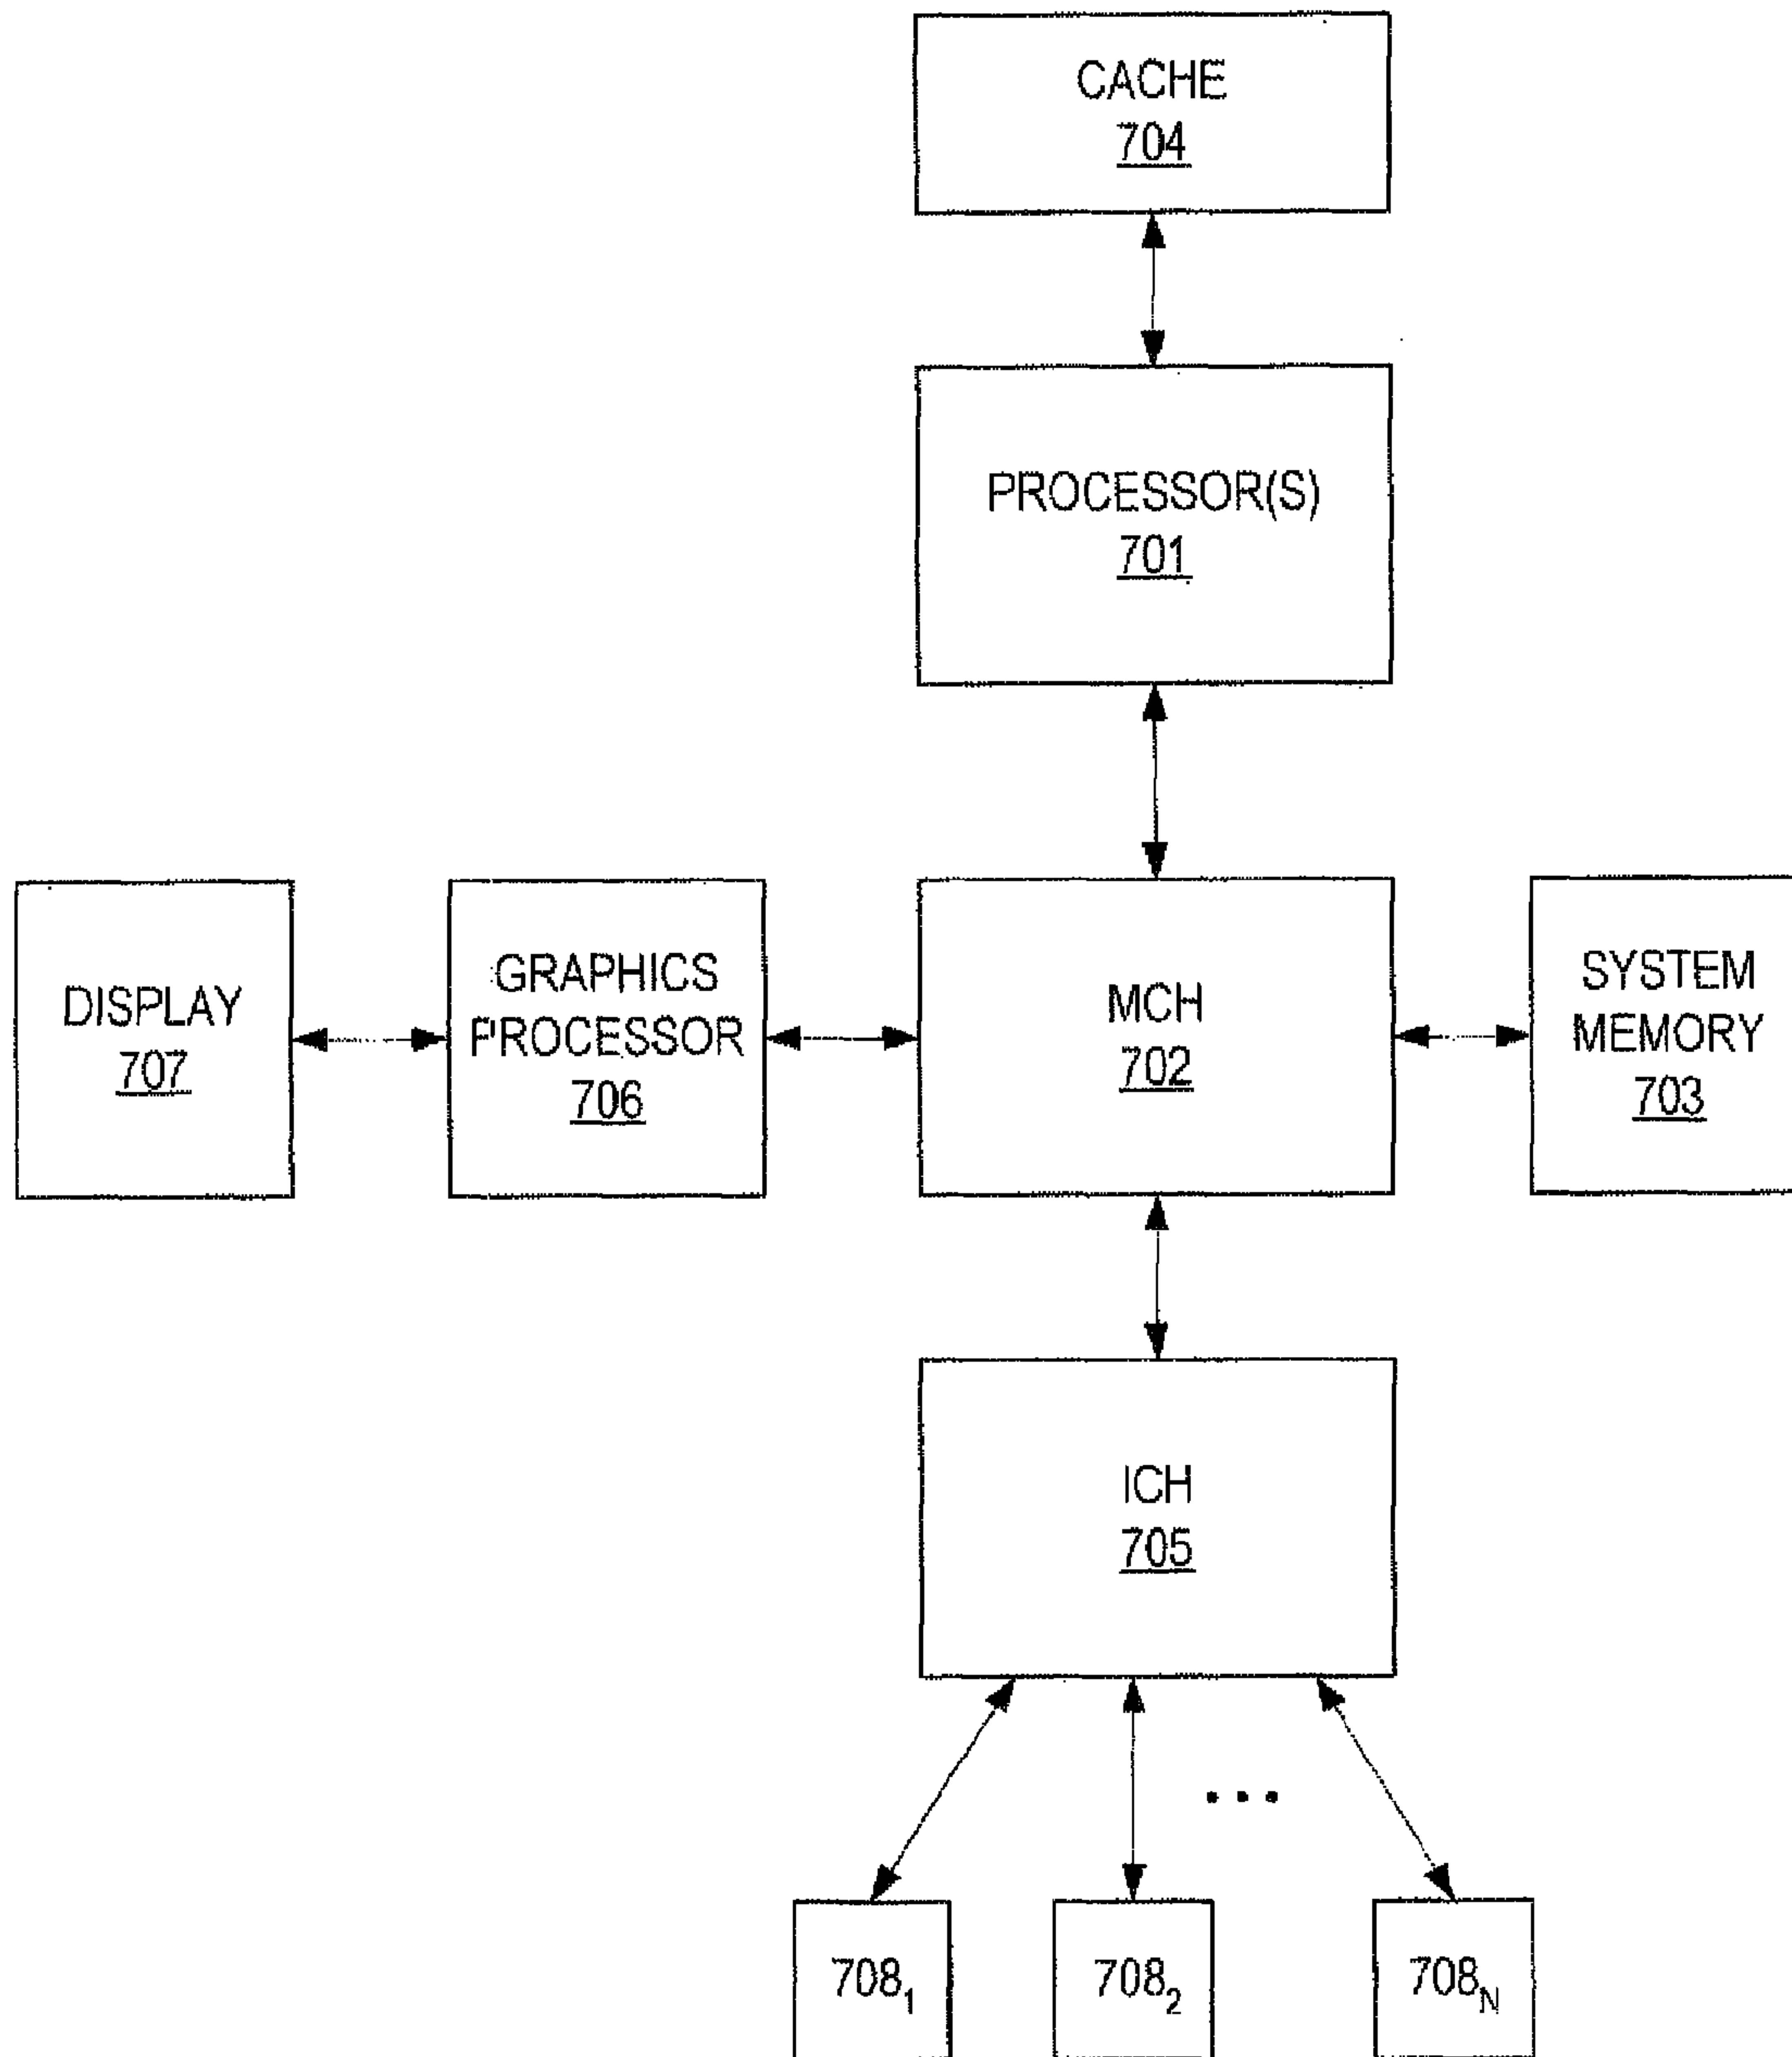 CACHE
704
PROCESSOR(S)
701
DISPLAY
707
GRAPHICS
PROCESSOR
706
MCH
702
SYSTEM
MEMORY
703
ICH
705
...
708₁
708₂
708ₙ